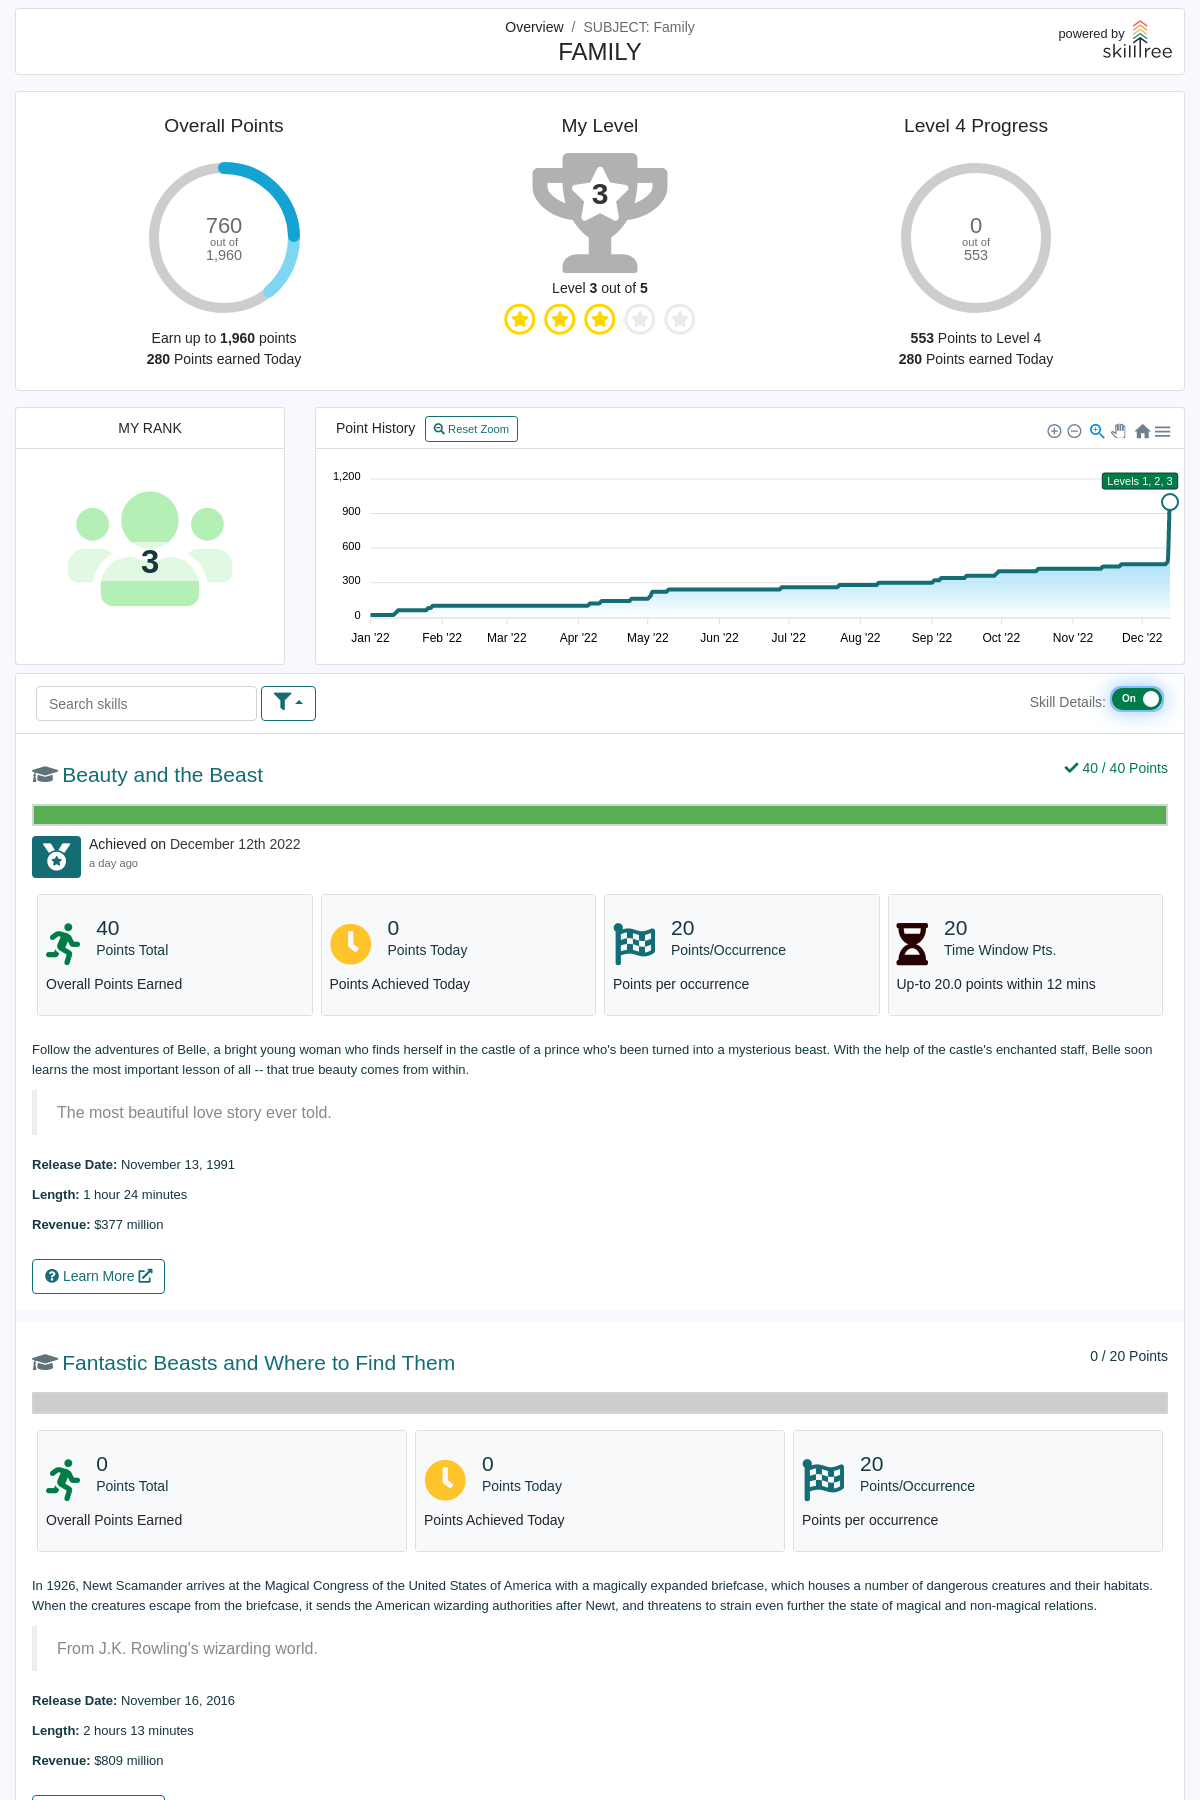 Overview / SUBJECT: Family
FAMILY
powered by
skilltree
Overall Points
My Level
Level 4 Progress
760
out of
1,960
3
0
out of
553
Level 3 out of 5
Earn up to 1,960 points
280 Points earned Today
553 Points to Level 4
280 Points earned Today
MY RANK
3
Point History
Reset Zoom
Levels 1, 2, 3
1,200
900
600
300
0
Jan '22
Feb '22
Mar '22
Apr '22
May '22
Jun '22
Jul '22
Aug '22
Sep '22
Oct '22
Nov '22
Dec '22
Search skills
Skill Details: On
Beauty and the Beast
40 / 40 Points
Achieved on December 12th 2022
a day ago
40
Points Total
Overall Points Earned
0
Points Today
Points Achieved Today
20
Points/Occurrence
Points per occurrence
20
Time Window Pts.
Up-to 20.0 points within 12 mins
Follow the adventures of Belle, a bright young woman who finds herself in the castle of a prince who's been turned into a mysterious beast. With the help of the castle's enchanted staff, Belle soon
learns the most important lesson of all -- that true beauty comes from within.
The most beautiful love story ever told.
Release Date: November 13, 1991
Length: 1 hour 24 minutes
Revenue: $377 million
Learn More
Fantastic Beasts and Where to Find Them
0 / 20 Points
0
Points Total
Overall Points Earned
0
Points Today
Points Achieved Today
20
Points/Occurrence
Points per occurrence
In 1926, Newt Scamander arrives at the Magical Congress of the United States of America with a magically expanded briefcase, which houses a number of dangerous creatures and their habitats.
When the creatures escape from the briefcase, it sends the American wizarding authorities after Newt, and threatens to strain even further the state of magical and non-magical relations.
From J.K. Rowling's wizarding world.
Release Date: November 16, 2016
Length: 2 hours 13 minutes
Revenue: $809 million